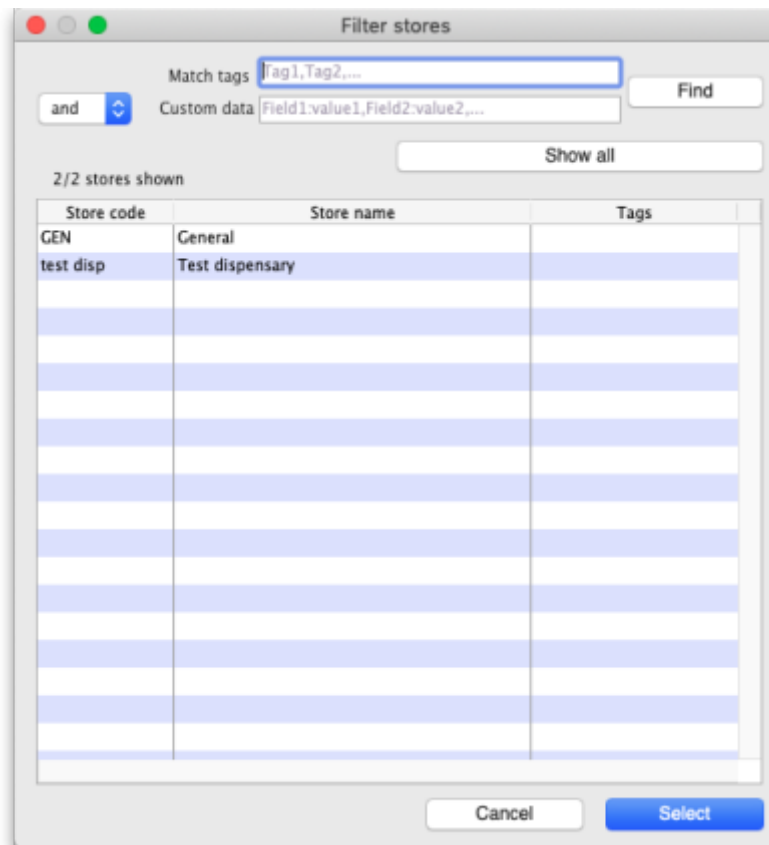 Filter stores
Match tags Tag1,Tag2,...
Find
and
Custom data Field1:value1,Field2:value2,...
Show all
2/2 stores shown
Store code Store name Tags
GEN General
test disp Test dispensary
Cancel Select